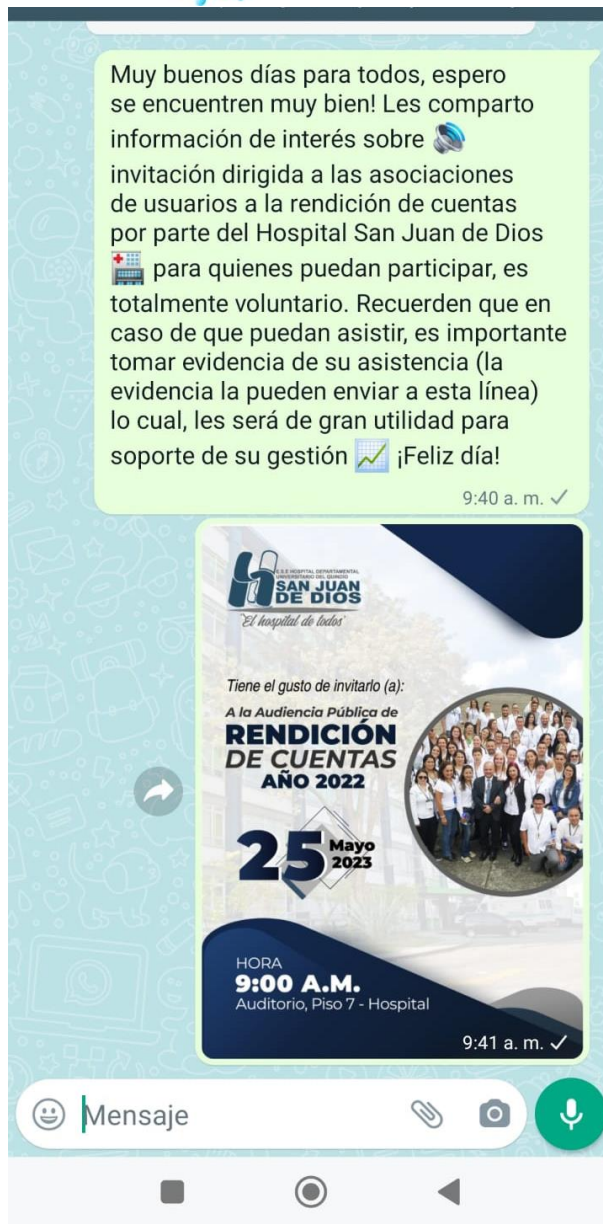 Muy buenos días para todos, espero
se encuentren muy bien! Les comparto
información de interés sobre 🔊
invitación dirigida a las asociaciones
de usuarios a la rendición de cuentas
por parte del Hospital San Juan de Dios
🏥 para quienes puedan participar, es
totalmente voluntario. Recuerden que en
caso de que puedan asistir, es importante
tomar evidencia de su asistencia (la
evidencia la pueden enviar a esta línea)
lo cual, les será de gran utilidad para
soporte de su gestión 📈 ¡Feliz día!
9:40 a. m.
E.S.E HOSPITAL DEPARTAMENTAL
UNIVERSITARIO DEL QUINDÍO
SAN JUAN
DE DIOS
"El hospital de todos"
Tiene el gusto de invitarlo (a):
A la Audiencia Pública de
RENDICIÓN
DE CUENTAS
AÑO 2022
25 Mayo
2023
HORA
9:00 A.M.
Auditorio, Piso 7 - Hospital
9:41 a. m.
Mensaje